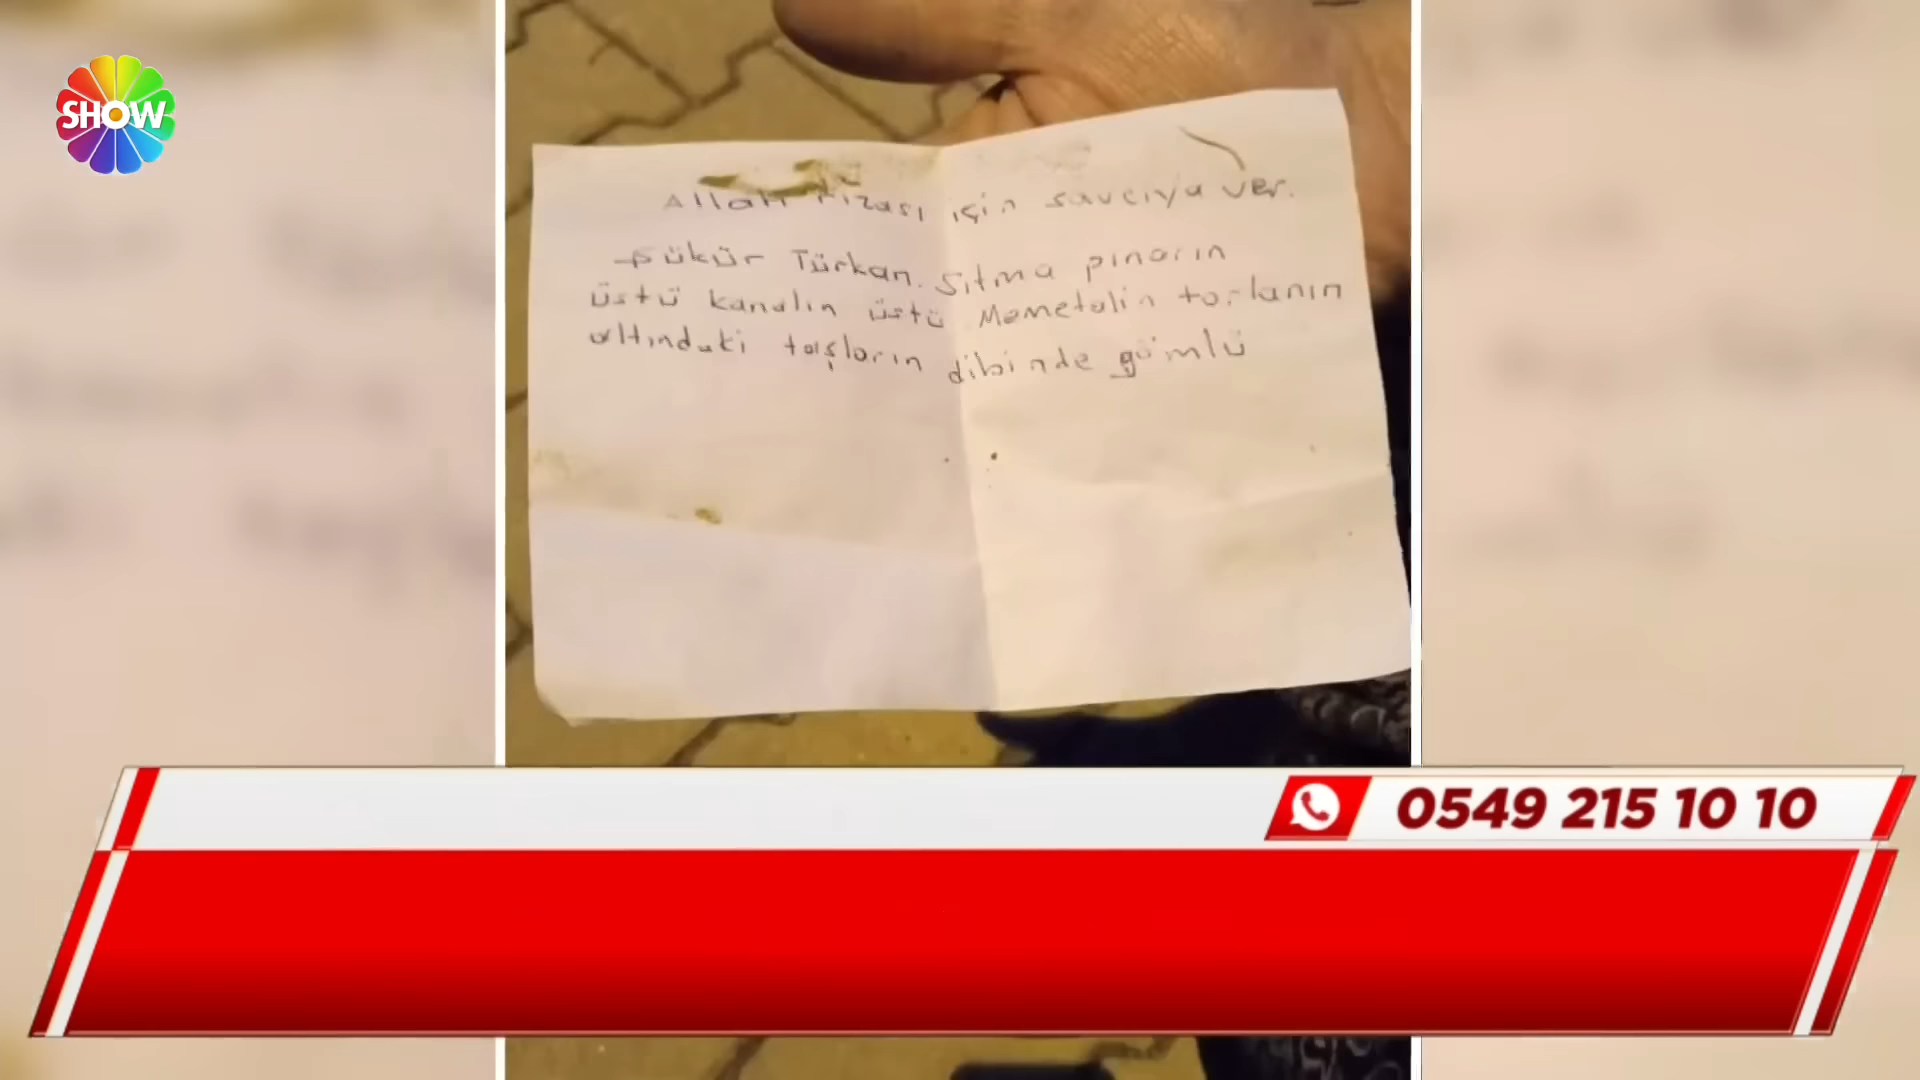 SHOW
Allah rızası için savcıya ver.
Şükür Türkan. Sıtma pınarın
üstü kanalın üstü Memetalin tarlanın
altındaki taşların dibinde gömlü
0549 215 10 10